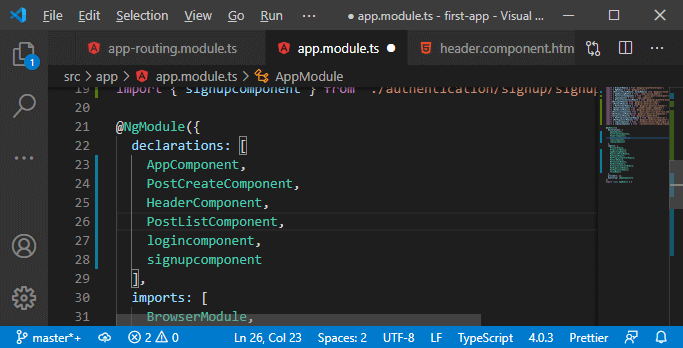 File Edit Selection View Go Run ... ● app.module.ts - first-app - Visual ...
app-routing.module.ts app.module.ts ● header.component.htm
src > app > app.module.ts > AppModule
19 import { signupcomponent } from "./authentication/signup/signup
20
21 @NgModule({
22 declarations: [
23 AppComponent,
24 PostCreateComponent,
25 HeaderComponent,
26 PostListComponent,
27 logincomponent,
28 signupcomponent
29 ],
30 imports: [
31 BrowserModule,
1
master*+ 2 0 Ln 26, Col 23 Spaces: 2 UTF-8 LF TypeScript 4.0.3 Prettier